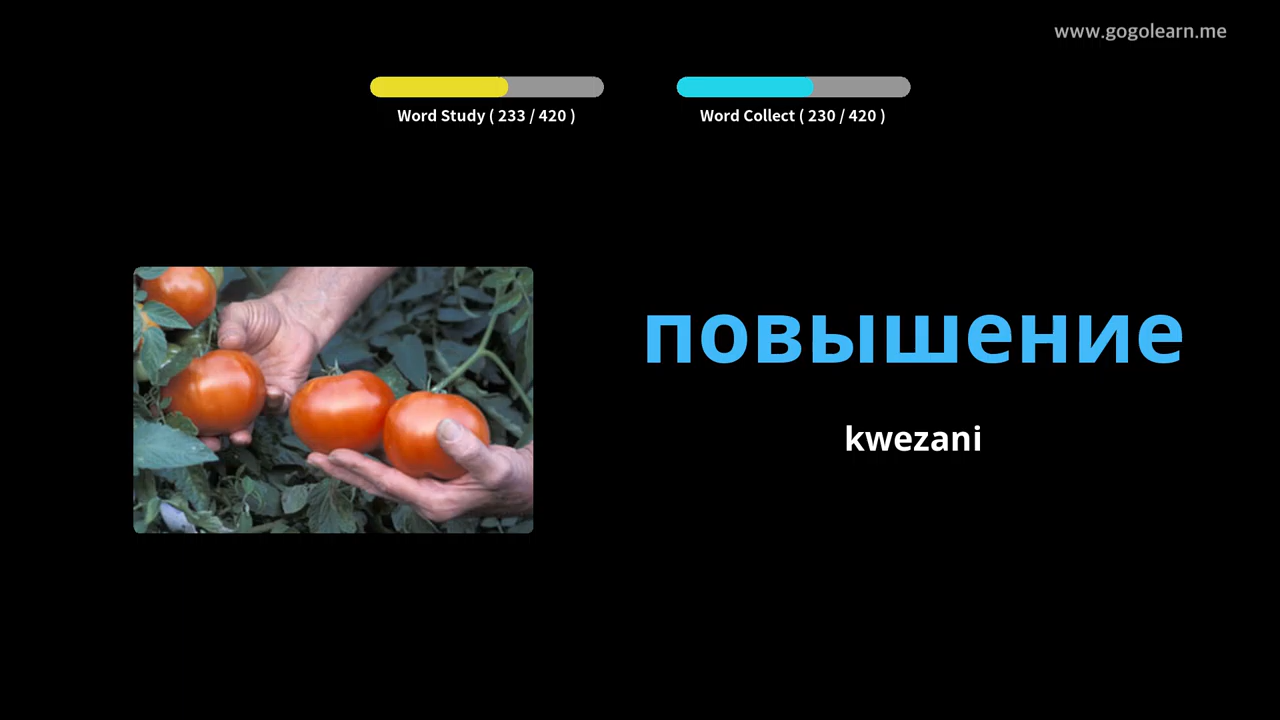 www.gogolearn.me
Word Study ( 233 / 420 )
Word Collect ( 230 / 420 )
повышение
kwezani